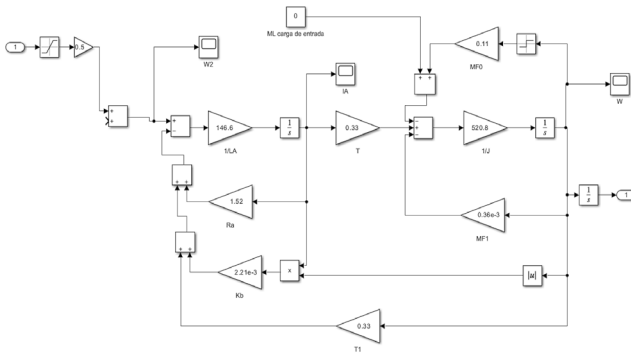 0
ML carga de entrada
0.11
MF0
1
0.5
W2
IA
W
+
+
+
+
+
−
146.6
1/LA
1
s
0.33
T
−
+
−
520.8
1/J
1
s
1
s
1
+
+
1.52
Ra
0.36e-3
MF1
+
+
2.21e-3
Kb
×
|u|
0.33
T1